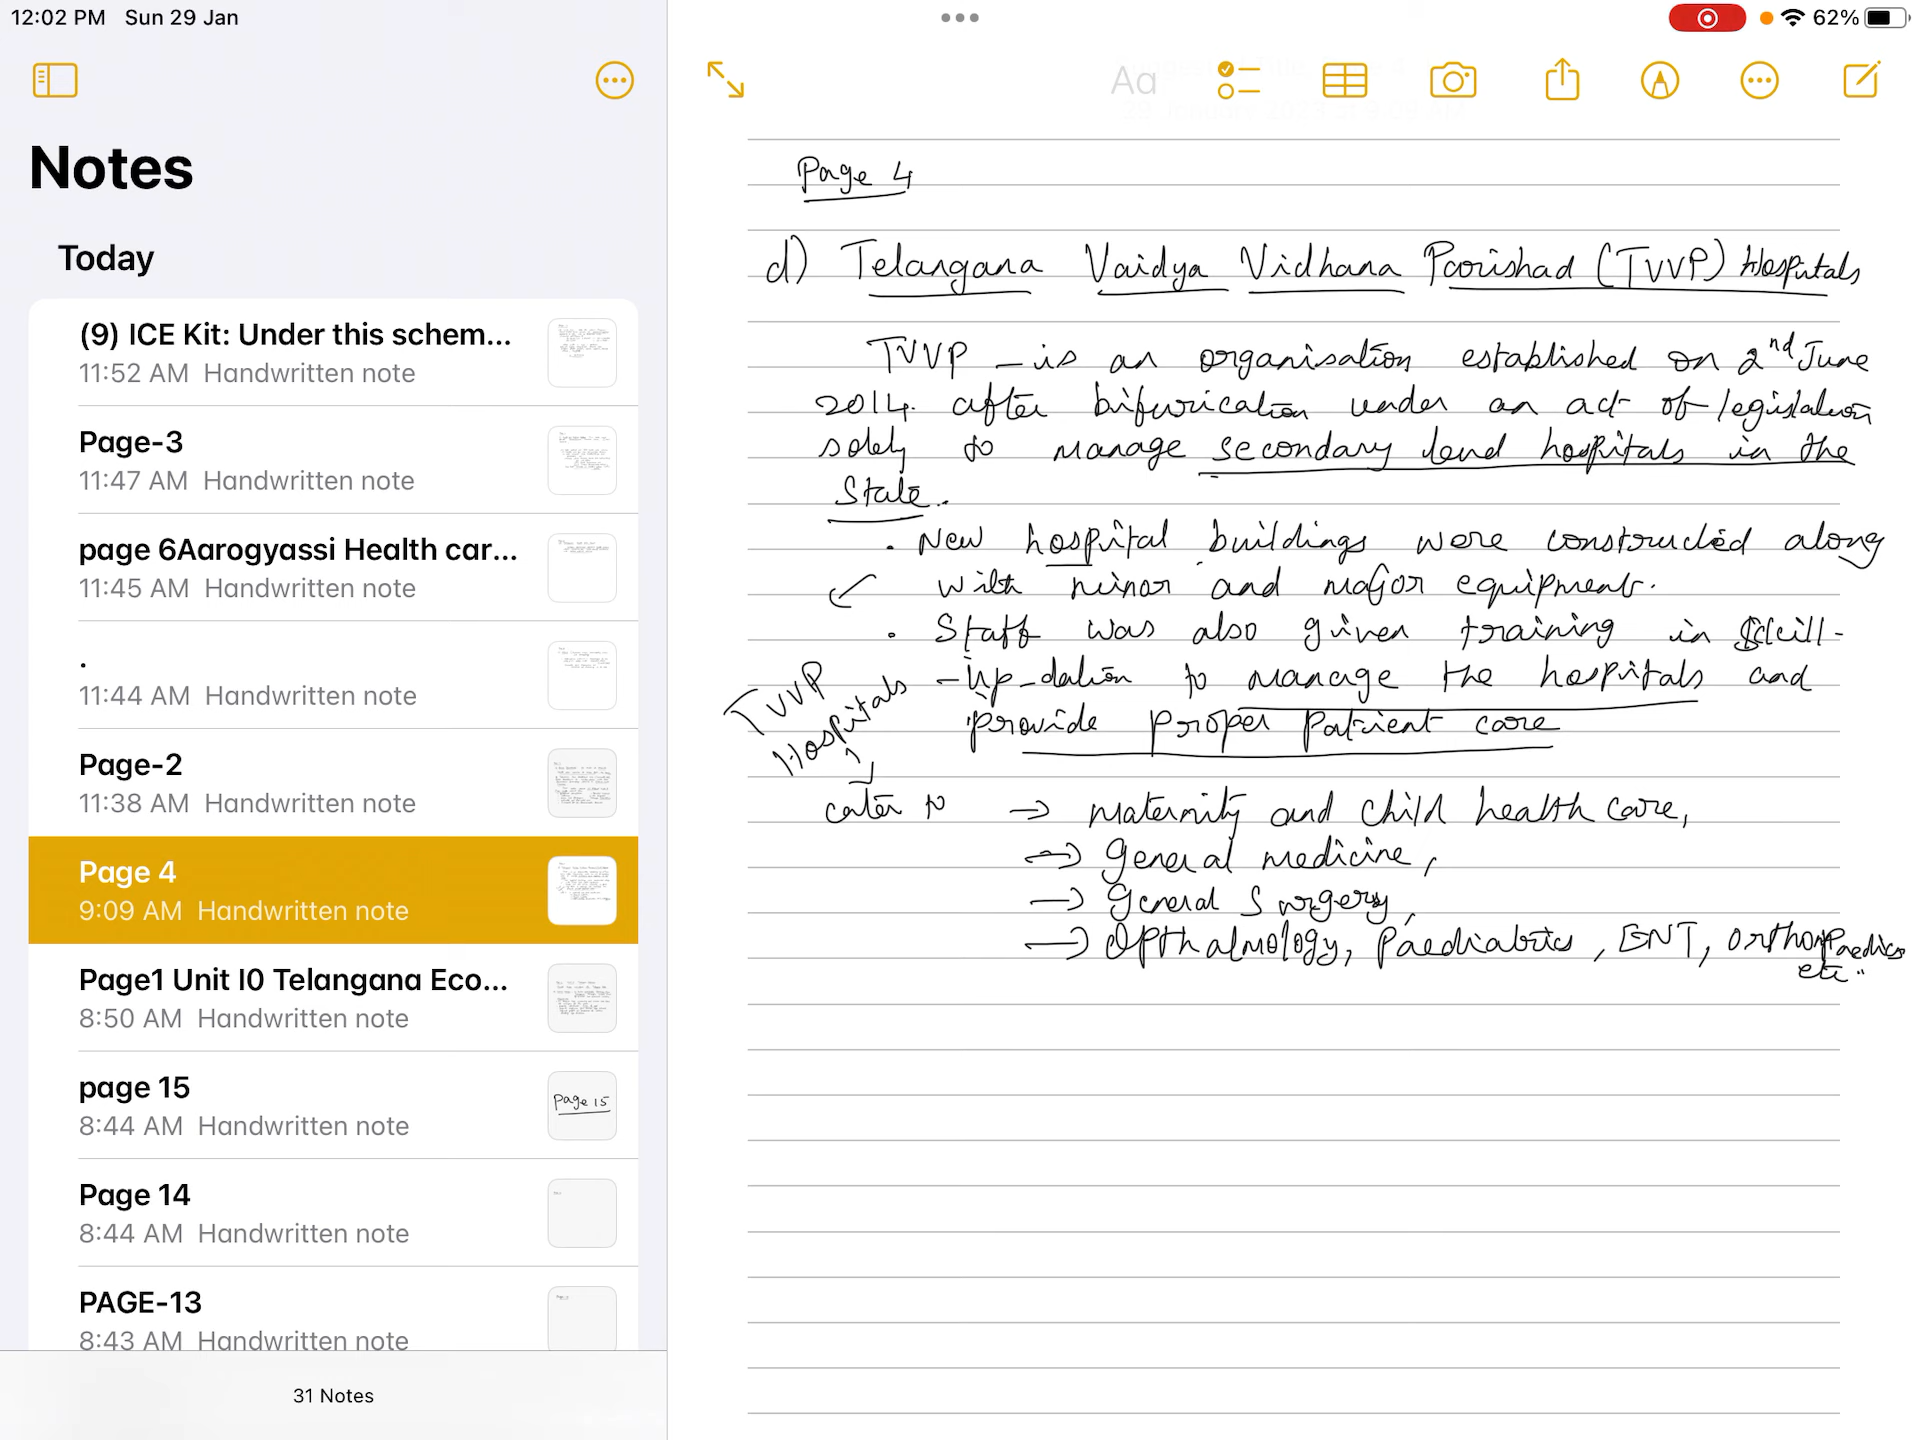 12:02 PM Sun 29 Jan
62%
Aa
Notes
Today
(9) ICE Kit: Under this schem...
11:52 AM Handwritten note
Page-3
11:47 AM Handwritten note
page 6Aarogyassi Health car...
11:45 AM Handwritten note
.
11:44 AM Handwritten note
Page-2
11:38 AM Handwritten note
Page 4
9:09 AM Handwritten note
Page1 Unit I0 Telangana Eco...
8:50 AM Handwritten note
page 15
8:44 AM Handwritten note
Page 15
Page 14
8:44 AM Handwritten note
PAGE-13
8:43 AM Handwritten note
31 Notes
Page 4
d) Telangana Vaidya Vidhana Parishad (TVVP) Hospitals
TVVP - is an organisation established on 2nd June
2014. after bifurication under an act of legislation
solely to manage secondary level hospitals in the
State.
. New hospital buildings were constructed along
with minor and major equipment.
. Staff was also given training in Skill-
-up-dation to manage the hospitals and
provide proper patient care
TVVP
Hospitals
cater to → Maternity and child health care,
→ General medicine,
→ General Surgery,
→ Opthalmology, Paediatrics, ENT, Orthopaedics
etc..